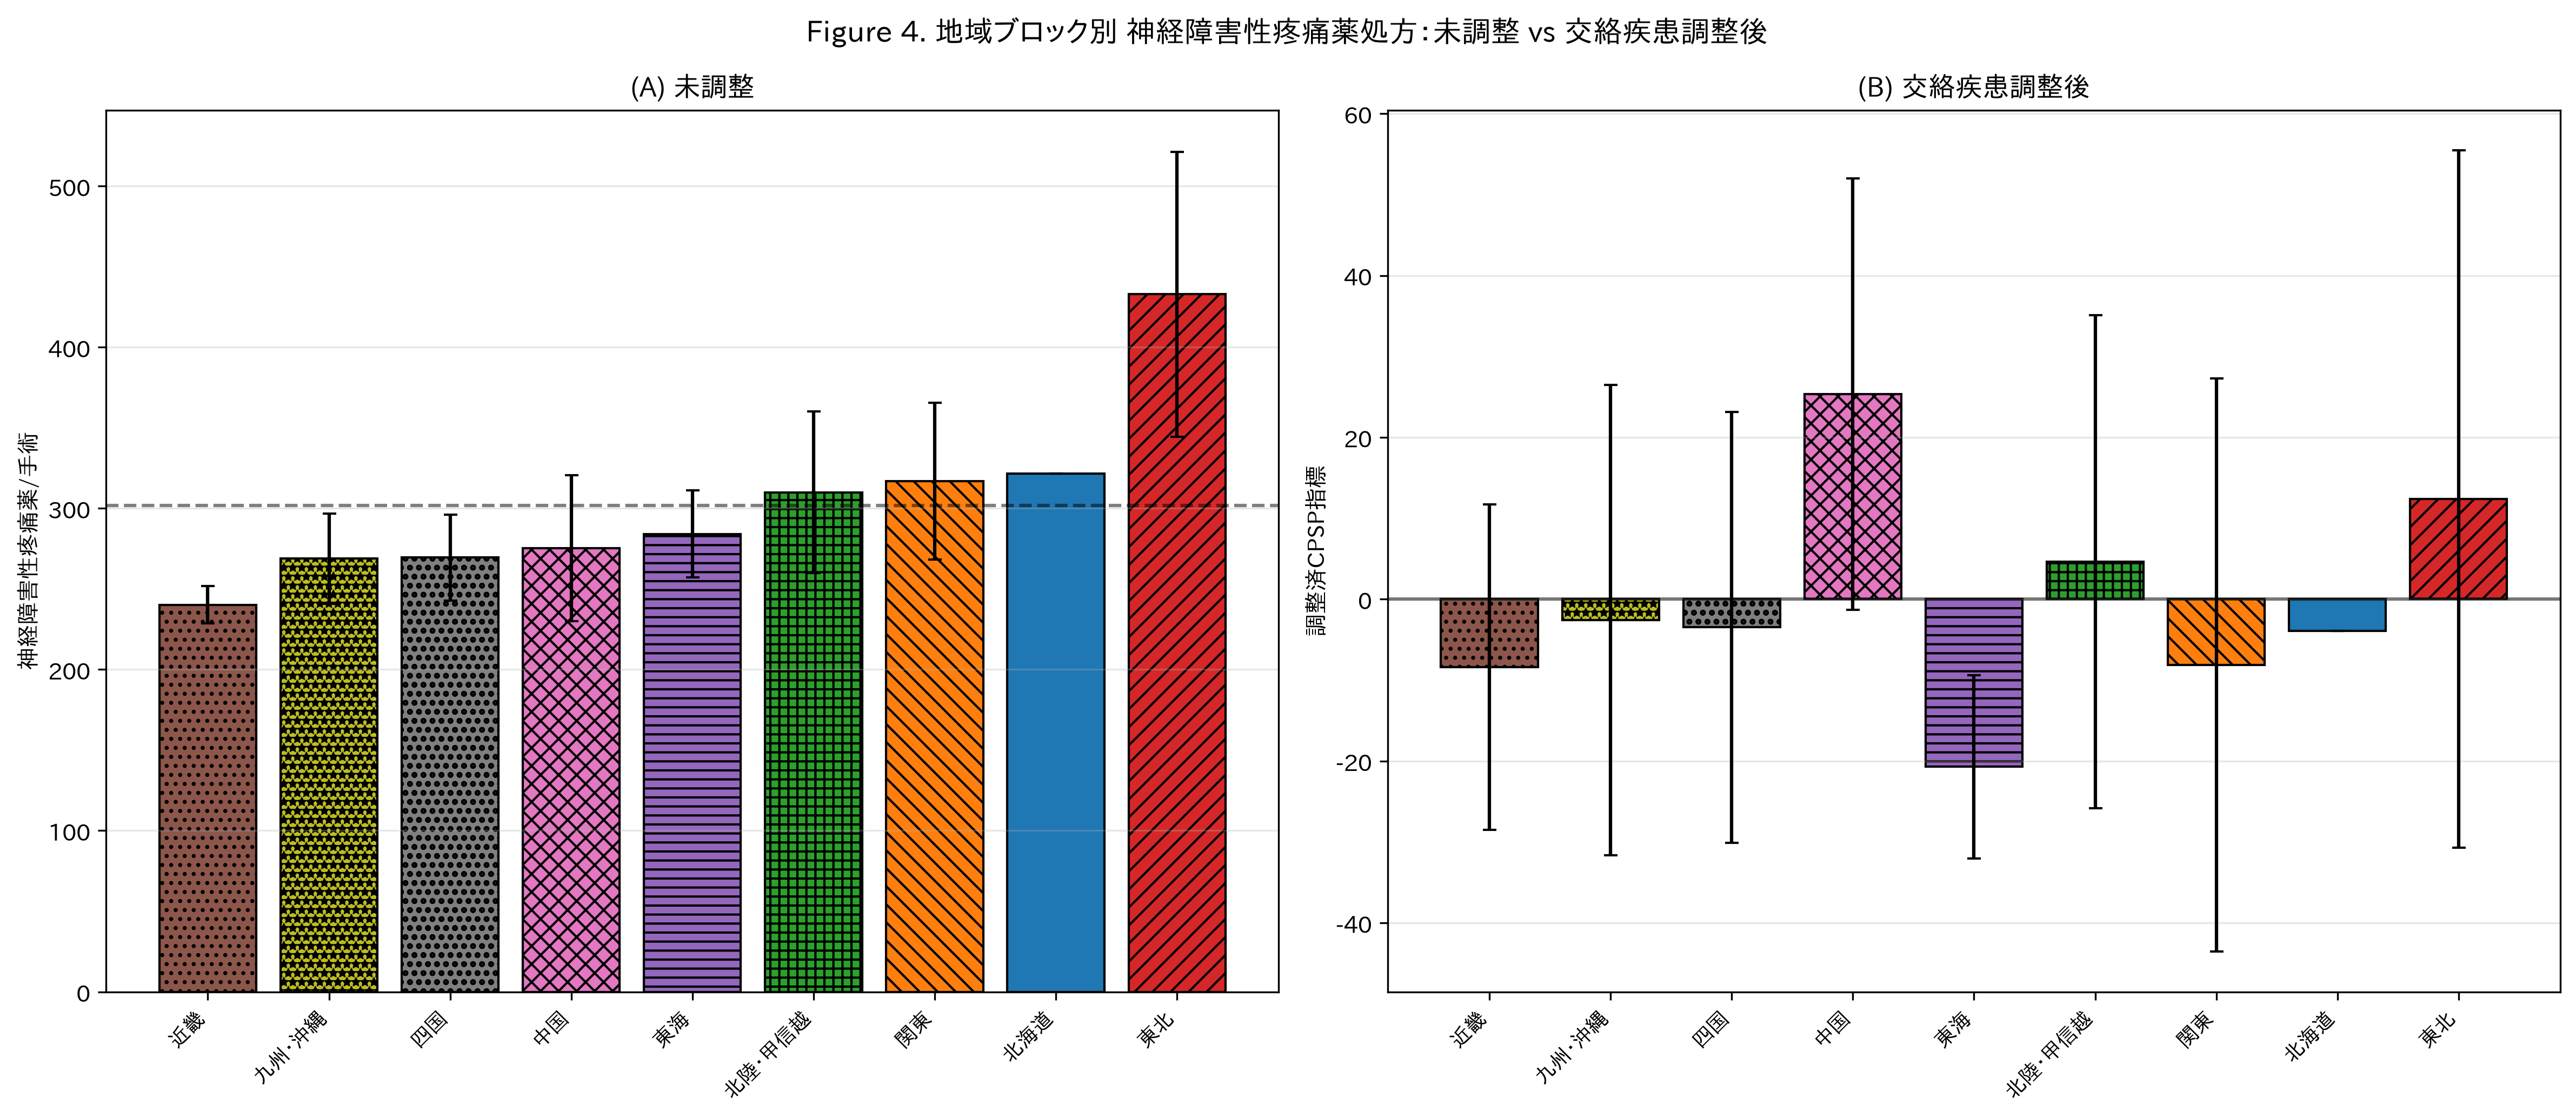 Figure 4. 地域ブロック別 神経障害性疼痛薬処方：未調整 vs 交絡疾患調整後
(A) 未調整
神経障害性疼痛薬/手術
500
400
300
200
100
0
近畿
九州・沖縄
四国
中国
東海
北陸・甲信越
関東
北海道
東北
(B) 交絡疾患調整後
調整済CPSP指標
60
40
20
0
-20
-40
近畿
九州・沖縄
四国
中国
東海
北陸・甲信越
関東
北海道
東北